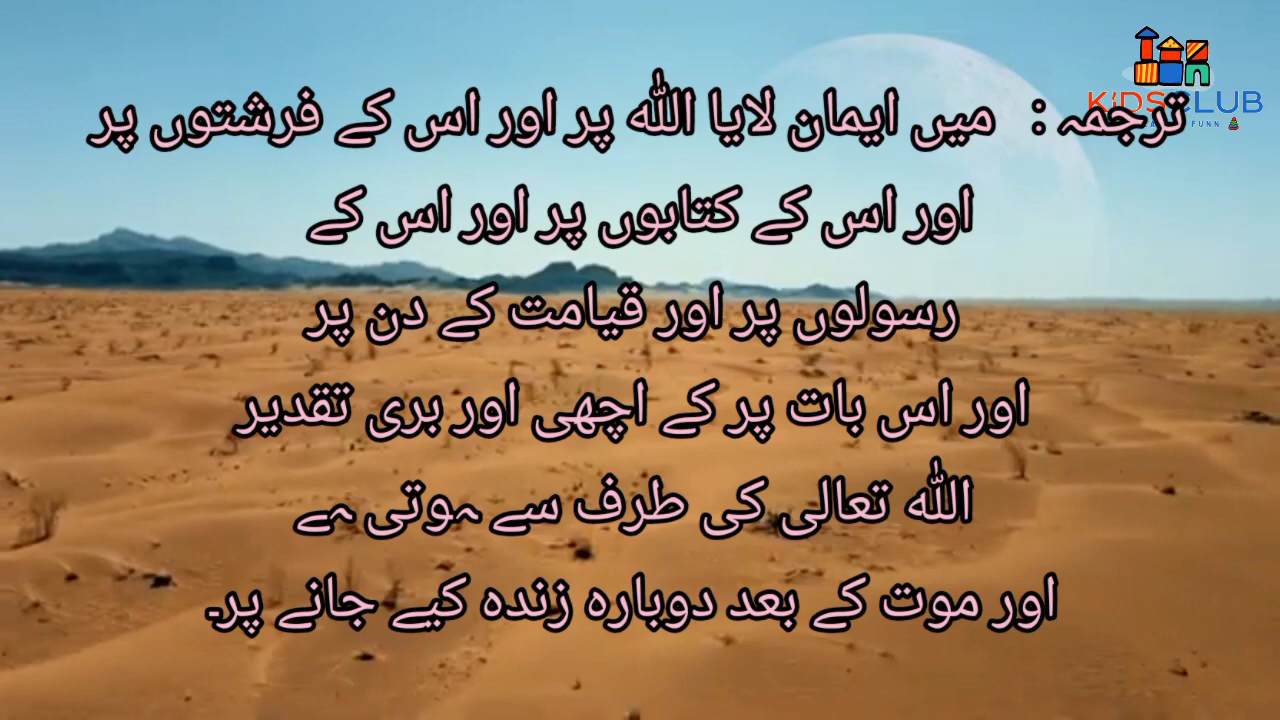 KIDSCLUB
FUNN
ترجمہ : میں ایمان لایا اللہ پر اور اس کے فرشتوں پر
اور اس کے کتابوں پر اور اس کے
رسولوں پر اور قیامت کے دن پر
اور اس بات پر کے اچھی اور بری تقدیر
اللہ تعالی کی طرف سے ہوتی ہے
اور موت کے بعد دوبارہ زندہ کیے جانے پر۔